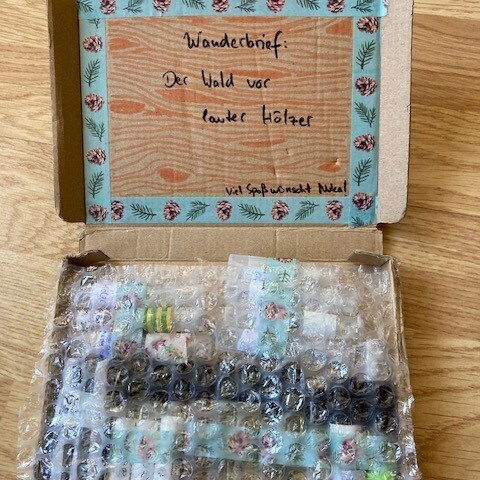 Wanderbrief:
Der Wald vor
lauter Hölzer
Viel Spaß wünscht